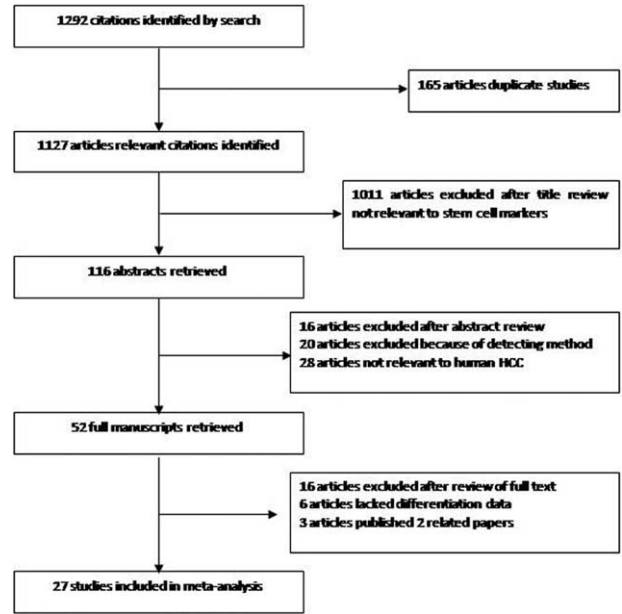 1292 citations identified by search
165 articles duplicate studies
1127 articles relevant citations identified
1011 articles excluded after title review
not relevant to stem cell markers
116 abstracts retrieved
16 articles excluded after abstract review
20 articles excluded because of detecting method
28 articles not relevant to human HCC
52 full manuscripts retrieved
16 articles excluded after review of full text
6 articles lacked differentiation data
3 articles published 2 related papers
27 studies included in meta-analysis